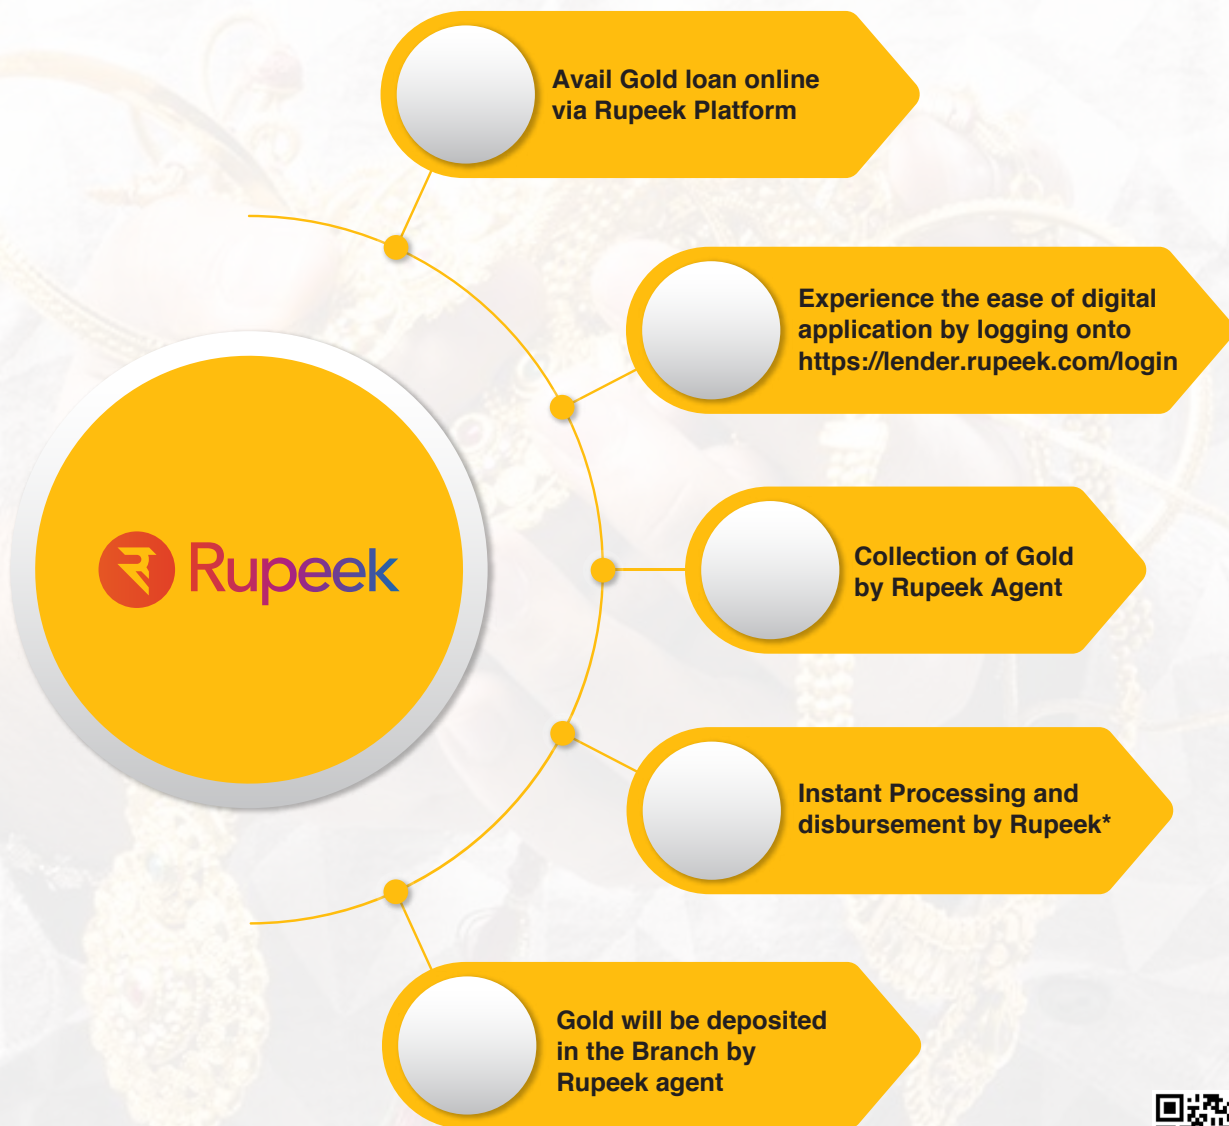 Avail Gold loan online
via Rupeek Platform
Experience the ease of digital
application by logging onto
https://lender.rupeek.com/login
Rupeek
Collection of Gold
by Rupeek Agent
Instant Processing and
disbursement by Rupeek*
Gold will be deposited
in the Branch by
Rupeek agent